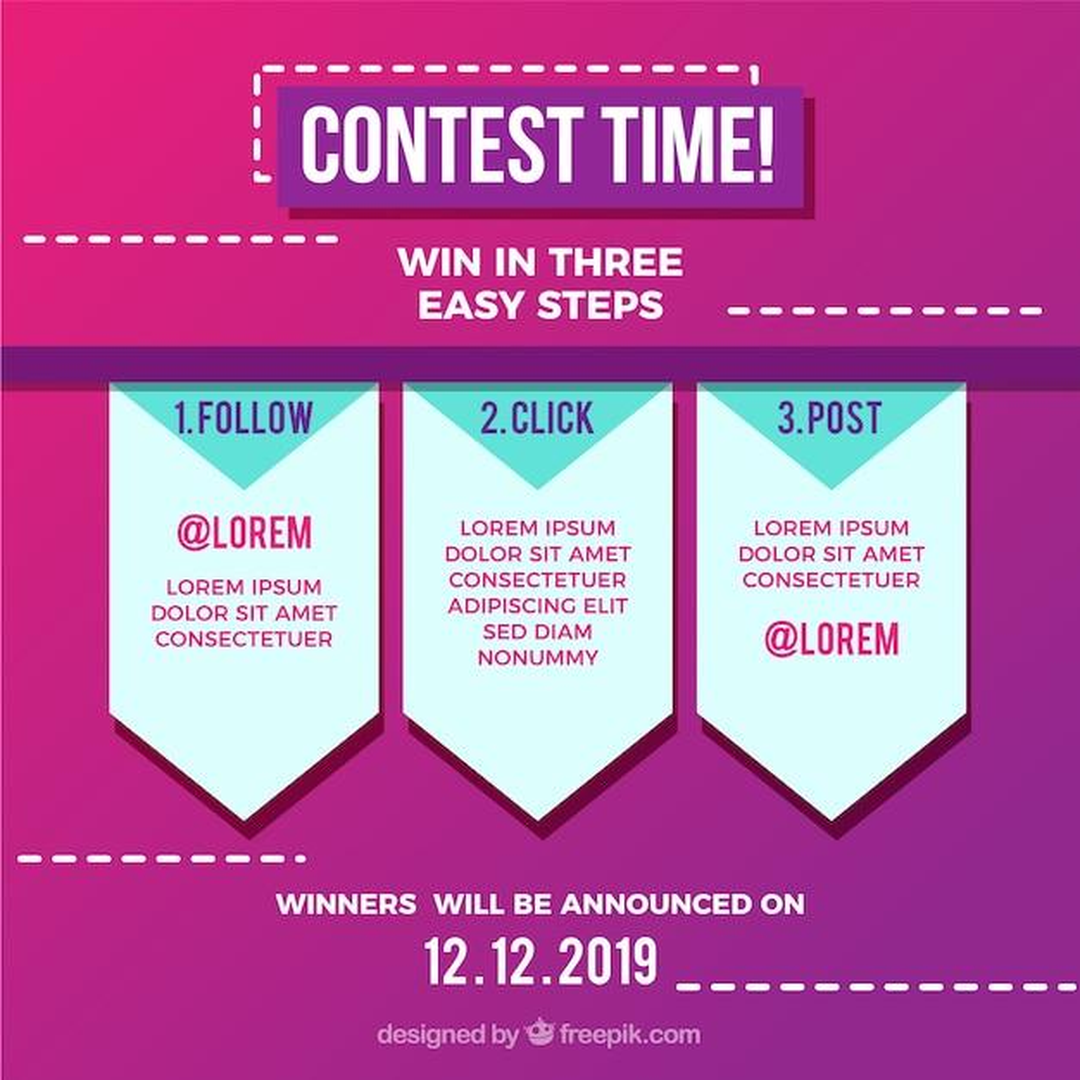 CONTEST TIME!
WIN IN THREE
EASY STEPS
1.FOLLOW
@LOREM
LOREM IPSUM
DOLOR SIT AMET
CONSECTETUER
2.CLICK
LOREM IPSUM
DOLOR SIT AMET
CONSECTETUER
ADIPISCING ELIT
SED DIAM
NONUMMY
3.POST
LOREM IPSUM
DOLOR SIT AMET
CONSECTETUER
@LOREM
WINNERS WILL BE ANNOUNCED ON
12.12.2019
designed by freepik.com